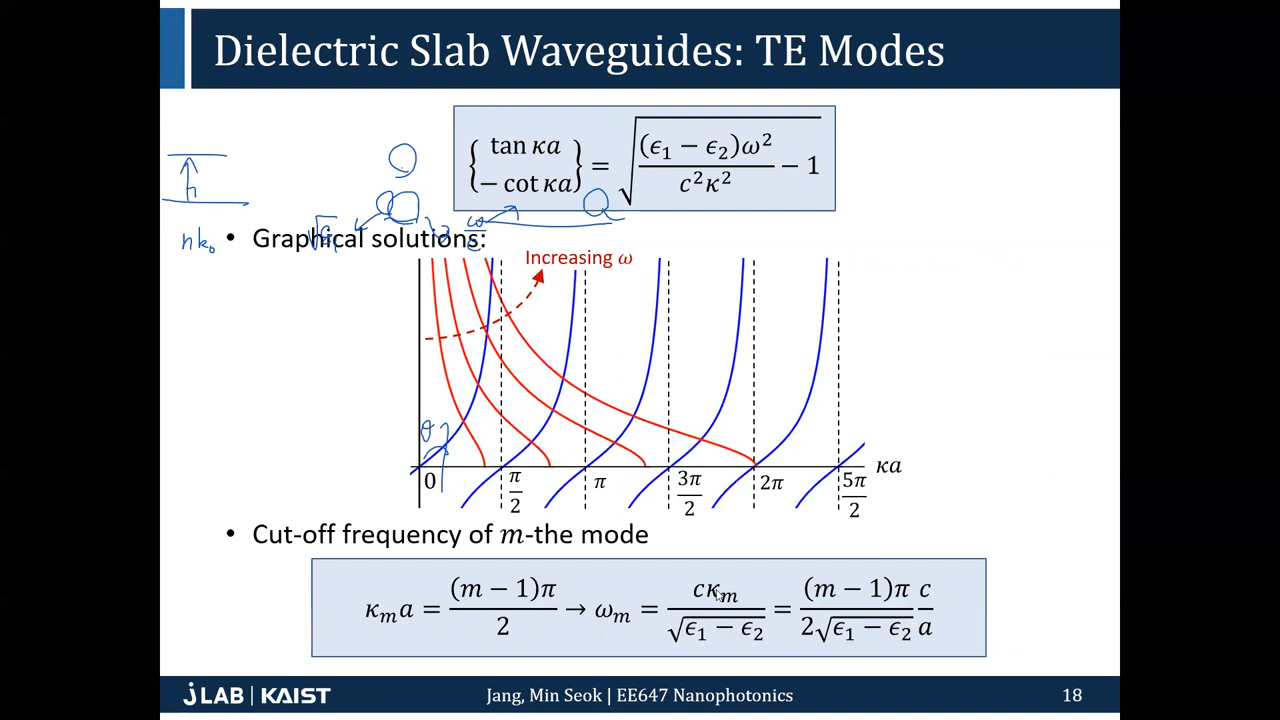 Dielectric Slab Waveguides: TE Modes
{tan κa / − cot κa} = √((ϵ₁ − ϵ₂)ω² / c²κ² − 1)
h
nk₀
• Graphical solutions:
Increasing ω
θ
0
π/2
π
3π/2
2π
5π/2
κa
• Cut-off frequency of m-the mode
κₘa = (m − 1)π / 2 → ωₘ = cκₘ / √(ϵ₁ − ϵ₂) = (m − 1)π / 2√(ϵ₁ − ϵ₂) c/a
JLAB | KAIST
Jang, Min Seok | EE647 Nanophotonics
18